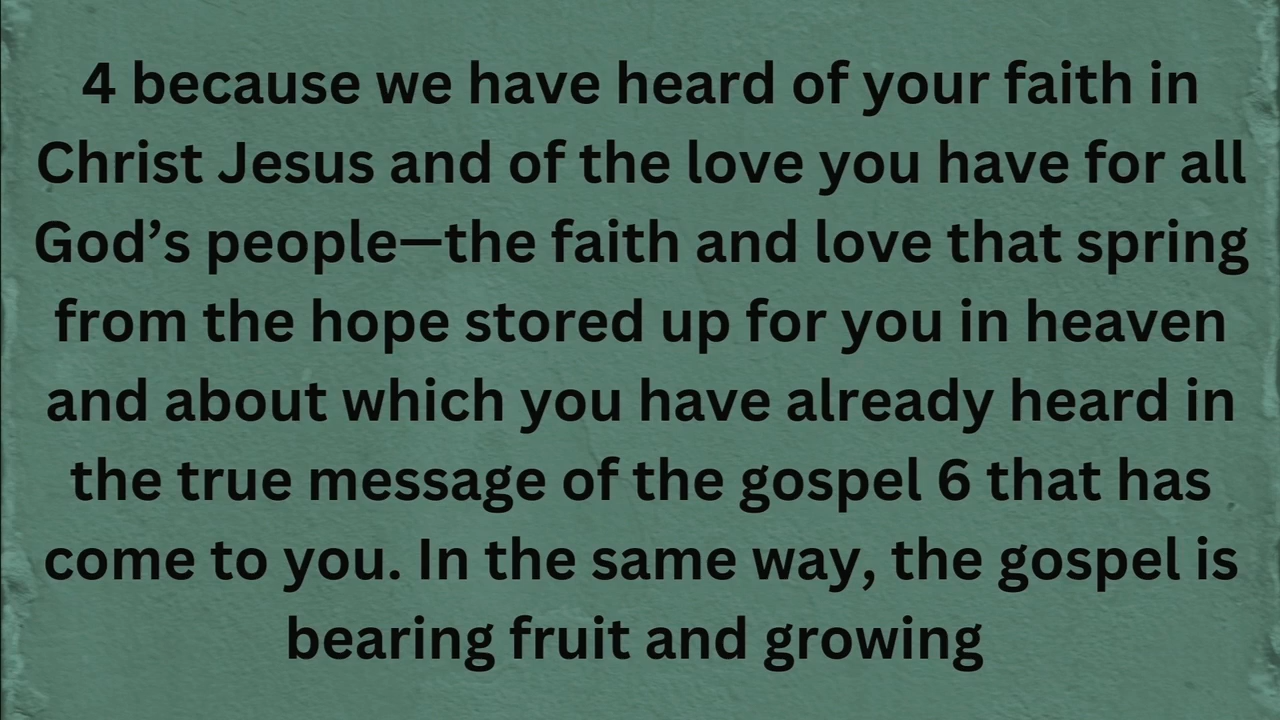 4 because we have heard of your faith in
Christ Jesus and of the love you have for all
God’s people—the faith and love that spring
from the hope stored up for you in heaven
and about which you have already heard in
the true message of the gospel 6 that has
come to you. In the same way, the gospel is
bearing fruit and growing